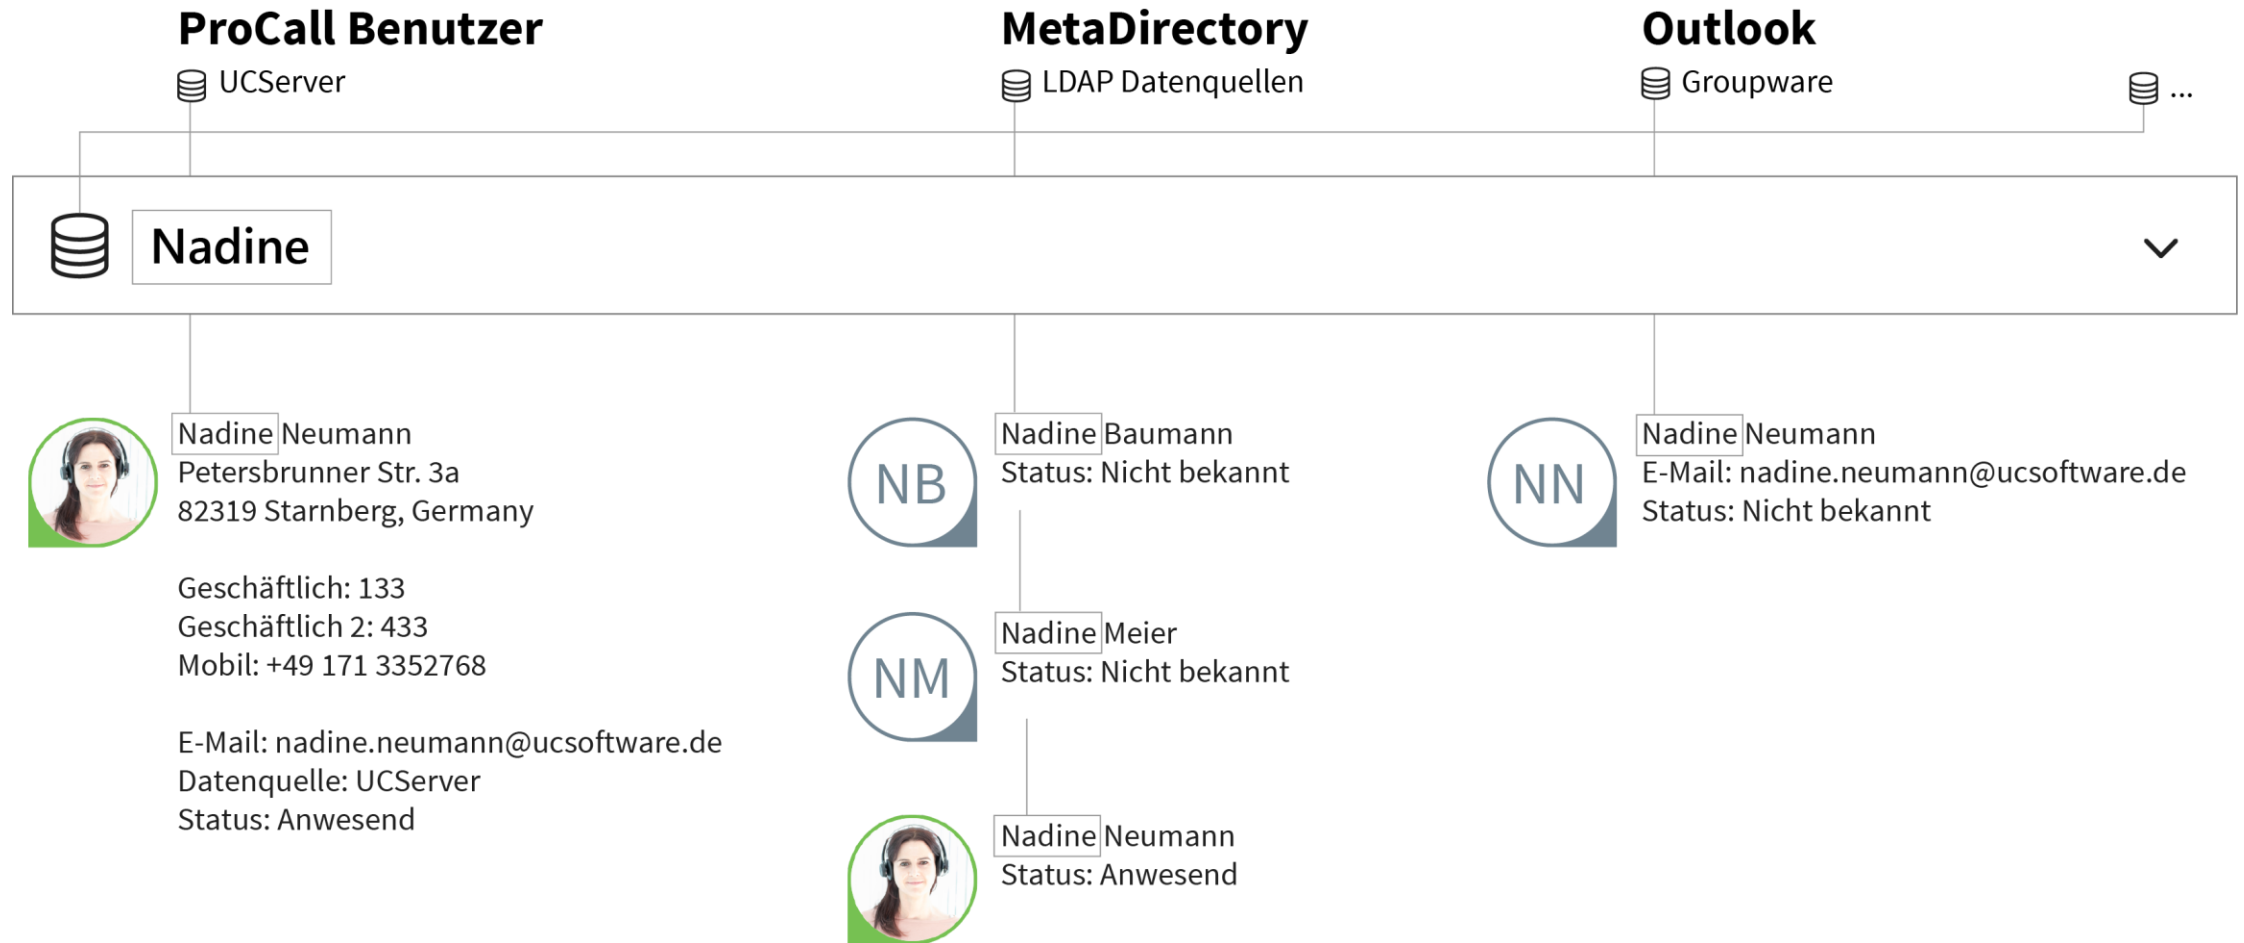 ProCall Benutzer
UCServer
MetaDirectory
LDAP Datenquellen
Outlook
Groupware
...
Nadine
Nadine Neumann
Petersbrunner Str. 3a
82319 Starnberg, Germany
Geschäftlich: 133
Geschäftlich 2: 433
Mobil: +49 171 3352768
E-Mail: nadine.neumann@ucsoftware.de
Datenquelle: UCServer
Status: Anwesend
NB
Nadine Baumann
Status: Nicht bekannt
NM
Nadine Meier
Status: Nicht bekannt
Nadine Neumann
Status: Anwesend
NN
Nadine Neumann
E-Mail: nadine.neumann@ucsoftware.de
Status: Nicht bekannt